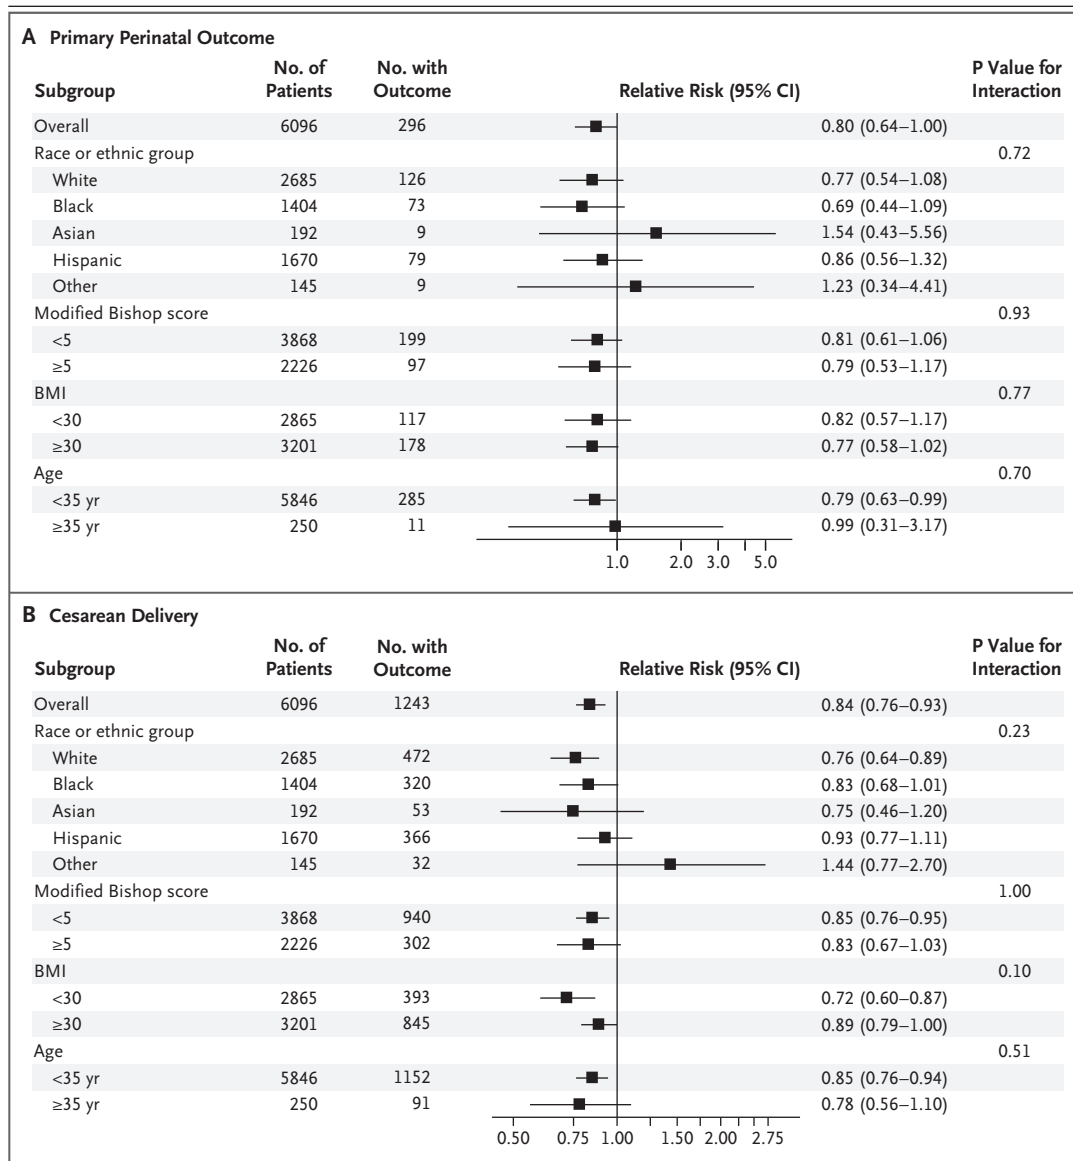 A Primary Perinatal Outcome
Subgroup No. of Patients No. with Outcome Relative Risk (95% CI) P Value for Interaction
Overall 6096 296 0.80 (0.64–1.00)
Race or ethnic group 0.72
White 2685 126 0.77 (0.54–1.08)
Black 1404 73 0.69 (0.44–1.09)
Asian 192 9 1.54 (0.43–5.56)
Hispanic 1670 79 0.86 (0.56–1.32)
Other 145 9 1.23 (0.34–4.41)
Modified Bishop score 0.93
<5 3868 199 0.81 (0.61–1.06)
≥5 2226 97 0.79 (0.53–1.17)
BMI 0.77
<30 2865 117 0.82 (0.57–1.17)
≥30 3201 178 0.77 (0.58–1.02)
Age 0.70
<35 yr 5846 285 0.79 (0.63–0.99)
≥35 yr 250 11 0.99 (0.31–3.17)
1.0 2.0 3.0 5.0
B Cesarean Delivery
Subgroup No. of Patients No. with Outcome Relative Risk (95% CI) P Value for Interaction
Overall 6096 1243 0.84 (0.76–0.93)
Race or ethnic group 0.23
White 2685 472 0.76 (0.64–0.89)
Black 1404 320 0.83 (0.68–1.01)
Asian 192 53 0.75 (0.46–1.20)
Hispanic 1670 366 0.93 (0.77–1.11)
Other 145 32 1.44 (0.77–2.70)
Modified Bishop score 1.00
<5 3868 940 0.85 (0.76–0.95)
≥5 2226 302 0.83 (0.67–1.03)
BMI 0.10
<30 2865 393 0.72 (0.60–0.87)
≥30 3201 845 0.89 (0.79–1.00)
Age 0.51
<35 yr 5846 1152 0.85 (0.76–0.94)
≥35 yr 250 91 0.78 (0.56–1.10)
0.50 0.75 1.00 1.50 2.00 2.75